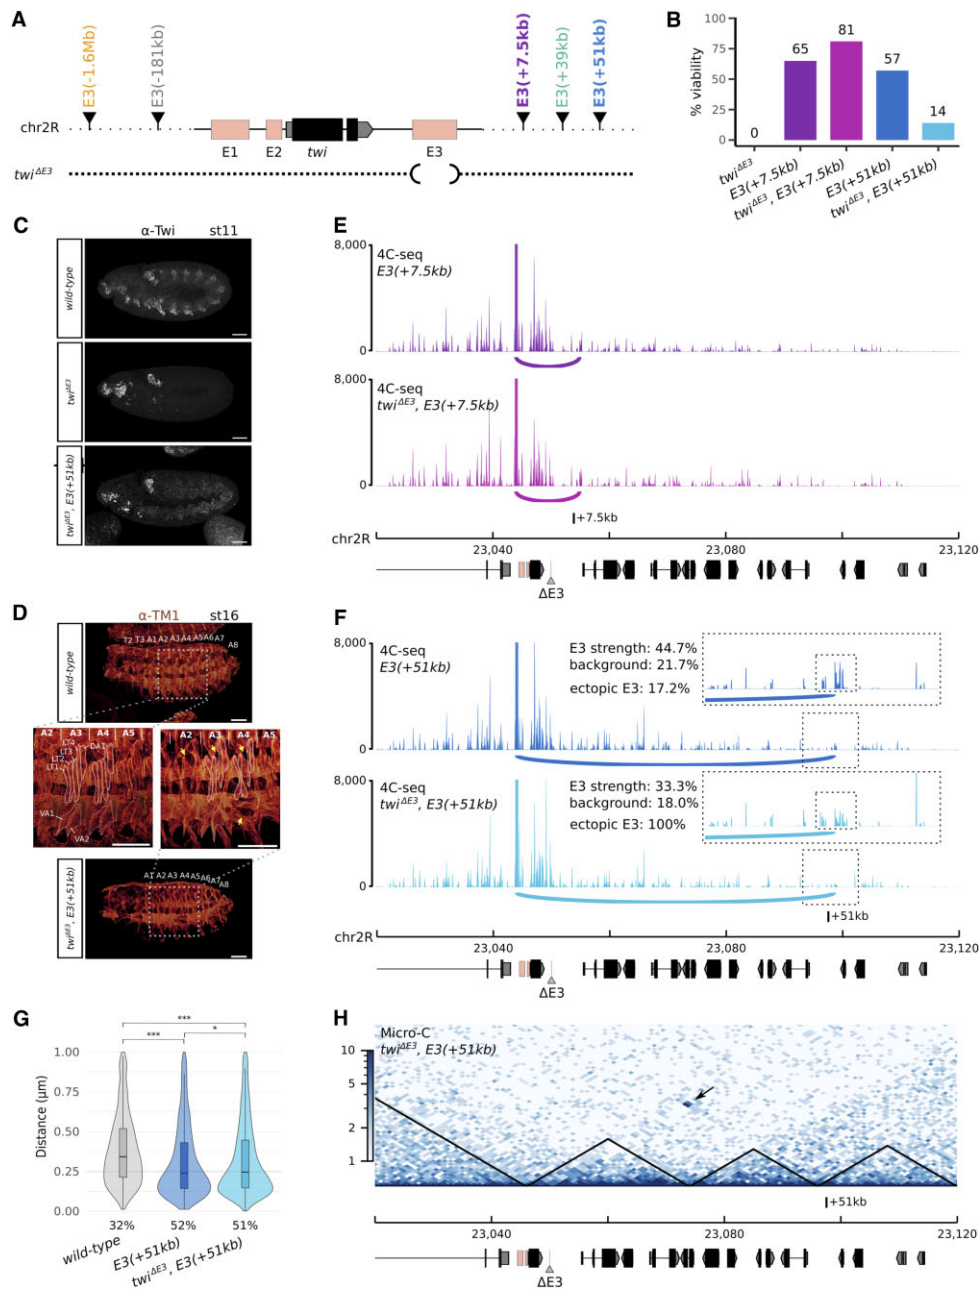 A
E3(-1.6Mb)
E3(-181kb)
E3(+7.5kb)
E3(+39kb)
E3(+51kb)
chr2R
E1 E2 twi E3
twi^ΔE3
B
% viability
100
75
50
25
0
0 65 81 57 14
twi^ΔE3
E3(+7.5kb)
twi^ΔE3, E3(+7.5kb)
E3(+51kb)
twi^ΔE3, E3(+51kb)
C
α-Twi st11
wild-type
twi^ΔE3
twi^ΔE3, E3(+51kb)
D
α-TM1 st16
wild-type
T2 T3 A1 A2 A3 A4 A5 A6 A7
A8
A2 A3 A4 A5
LT4
LT3
LT2
LT1
DA1
VA1
VA2
A2 A3 A4 A5
A1 A2 A3 A4 A5 A6 A7 A8
twi^ΔE3, E3(+51kb)
E
8,000
4C-seq
E3(+7.5kb)
0
8,000
4C-seq
twi^ΔE3, E3(+7.5kb)
0
+7.5kb
chr2R
23,040 23,080 23,120
ΔE3
F
8,000
4C-seq
E3(+51kb)
E3 strength: 44.7%
background: 21.7%
ectopic E3: 17.2%
0
8,000
4C-seq
twi^ΔE3, E3(+51kb)
E3 strength: 33.3%
background: 18.0%
ectopic E3: 100%
0
+51kb
chr2R
23,040 23,080 23,120
ΔE3
G
Distance (μm)
1.00
0.75
0.50
0.25
0.00
***
*** *
32% 52% 51%
wild-type
E3(+51kb)
twi^ΔE3, E3(+51kb)
H
Micro-C
twi^ΔE3, E3(+51kb)
10
5
2
1
+51kb
23,040 23,080 23,120
ΔE3